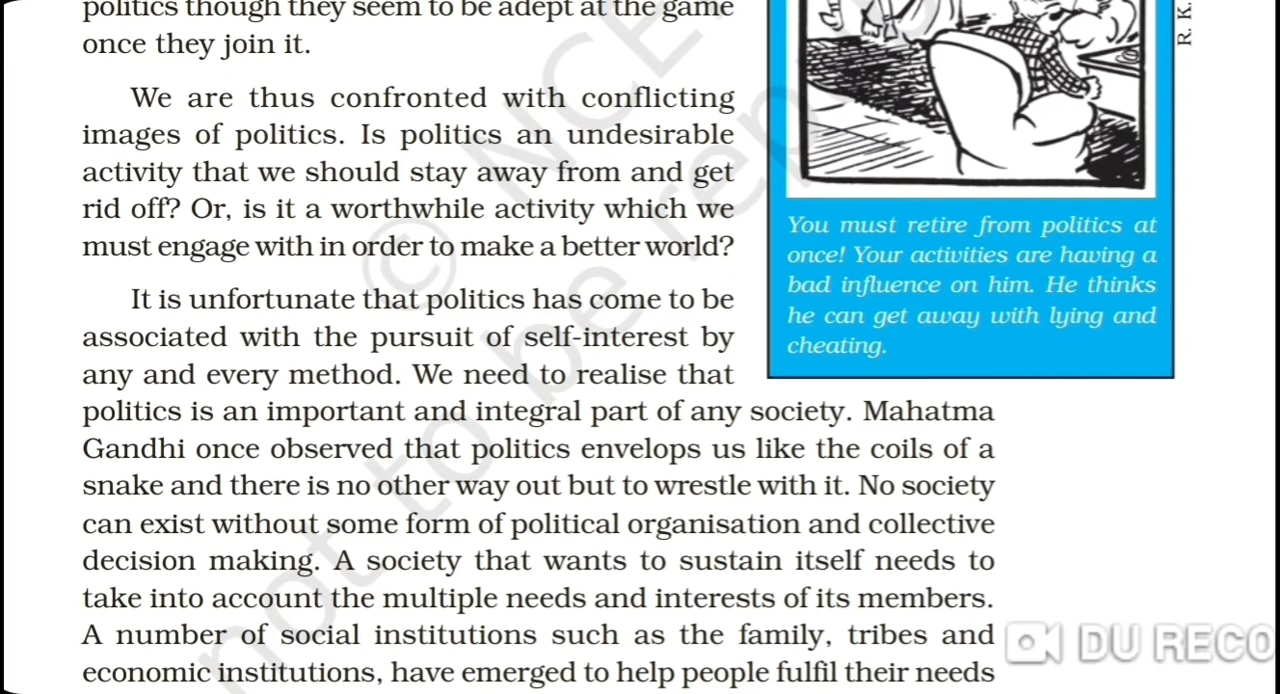 politics though they seem to be adept at the game
once they join it.
We are thus confronted with conflicting
images of politics. Is politics an undesirable
activity that we should stay away from and get
rid off? Or, is it a worthwhile activity which we
must engage with in order to make a better world?
It is unfortunate that politics has come to be
associated with the pursuit of self-interest by
any and every method. We need to realise that
politics is an important and integral part of any society. Mahatma
Gandhi once observed that politics envelops us like the coils of a
snake and there is no other way out but to wrestle with it. No society
can exist without some form of political organisation and collective
decision making. A society that wants to sustain itself needs to
take into account the multiple needs and interests of its members.
A number of social institutions such as the family, tribes and
economic institutions, have emerged to help people fulfil their needs
R. K.
You must retire from politics at
once! Your activities are having a
bad influence on him. He thinks
he can get away with lying and
cheating.
© NCE
not to be rep
DU RECO